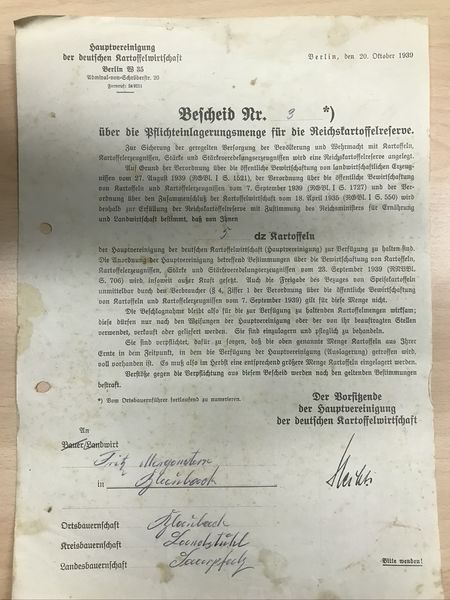 Hauptvereinigung
der deutschen Kartoffelwirtschaft
Berlin W 35
Admiral-von-Schröder-str. 20
Berlin, den 20. Oktober 1939
Bescheid Nr. 3 *)
über die Pflichteinlagerungsmenge für die Reichskartoffelreserve.
Zur Sicherung der geregelten Versorgung der Bevölkerung und Wehrmacht mit Kartoffeln,
Kartoffelerzeugnissen, Stärke und Stärkeveredelungserzeugnissen wird eine Reichskartoffelreserve angelegt.
Auf Grund der Verordnung über die öffentliche Bewirtschaftung von landwirtschaftlichen Erzeug-
nissen vom 27. August 1939 (RGBl. I S. 1521), der Verordnung über die öffentliche Bewirtschaftung
von Kartoffeln und Kartoffelerzeugnissen vom 7. September 1939 (RGBl. I S. 1727) und der Ver-
ordnung über den Zusammenschluß der Kartoffelwirtschaft vom 18. April 1935 (RGBl. I S. 550) wird
deshalb zur Erfüllung der Reichskartoffelreserve mit Zustimmung des Reichsministers für Ernährung
und Landwirtschaft bestimmt, daß von Ihnen
5 dz Kartoffeln
der Hauptvereinigung der deutschen Kartoffelwirtschaft (Hauptvereinigung) zur Verfügung zu halten sind.
Die Anordnung der Hauptvereinigung betreffend Bestimmungen über die Bewirtschaftung von Kartoffeln,
Kartoffelerzeugnissen, Stärke und Stärkeveredelungserzeugnissen vom 23. September 1939 (RNVBl.
S. 706) wird, insoweit außer Kraft gesetzt. Auch die Freigabe des Bezuges von Speisekartoffeln
unmittelbar durch den Verbraucher (§ 4, Ziffer 1 der Verordnung über die öffentliche Bewirtschaftung
von Kartoffeln und Kartoffelerzeugnissen vom 7. September 1939) gilt für diese Menge nicht.
Die Beschlagnahme bleibt also für die zur Verfügung zu haltenden Kartoffelmengen wirksam;
diese dürfen nur nach den Weisungen der Hauptvereinigung oder der von ihr beauftragten Stellen
verwendet, verkauft oder geliefert werden. Sie sind einzulagern und pfleglich zu behandeln.
Sie sind verpflichtet, dafür zu sorgen, daß die oben genannte Menge Kartoffeln aus Ihrer
Ernte in dem Zeitpunkt, in dem die Verfügung der Hauptvereinigung (Auslagerung) getroffen wird,
voll vorhanden ist. Es muß also im Herbst eine entsprechend größere Menge Kartoffeln eingelagert werden.
Verstöße gegen die Verpflichtung aus diesem Bescheid werden nach den geltenden Bestimmungen
bestraft.
*) Vom Ortsbauernführer fortlaufend zu numerieren.
Der Vorsitzende
der Hauptvereinigung
der deutschen Kartoffelwirtschaft
An
Bauer/Landwirt
Fritz Morgenstern
in
Ortsbauernschaft
Kreisbauernschaft Landstuhl
Landesbauernschaft Saarpfalz
Bitte wenden!